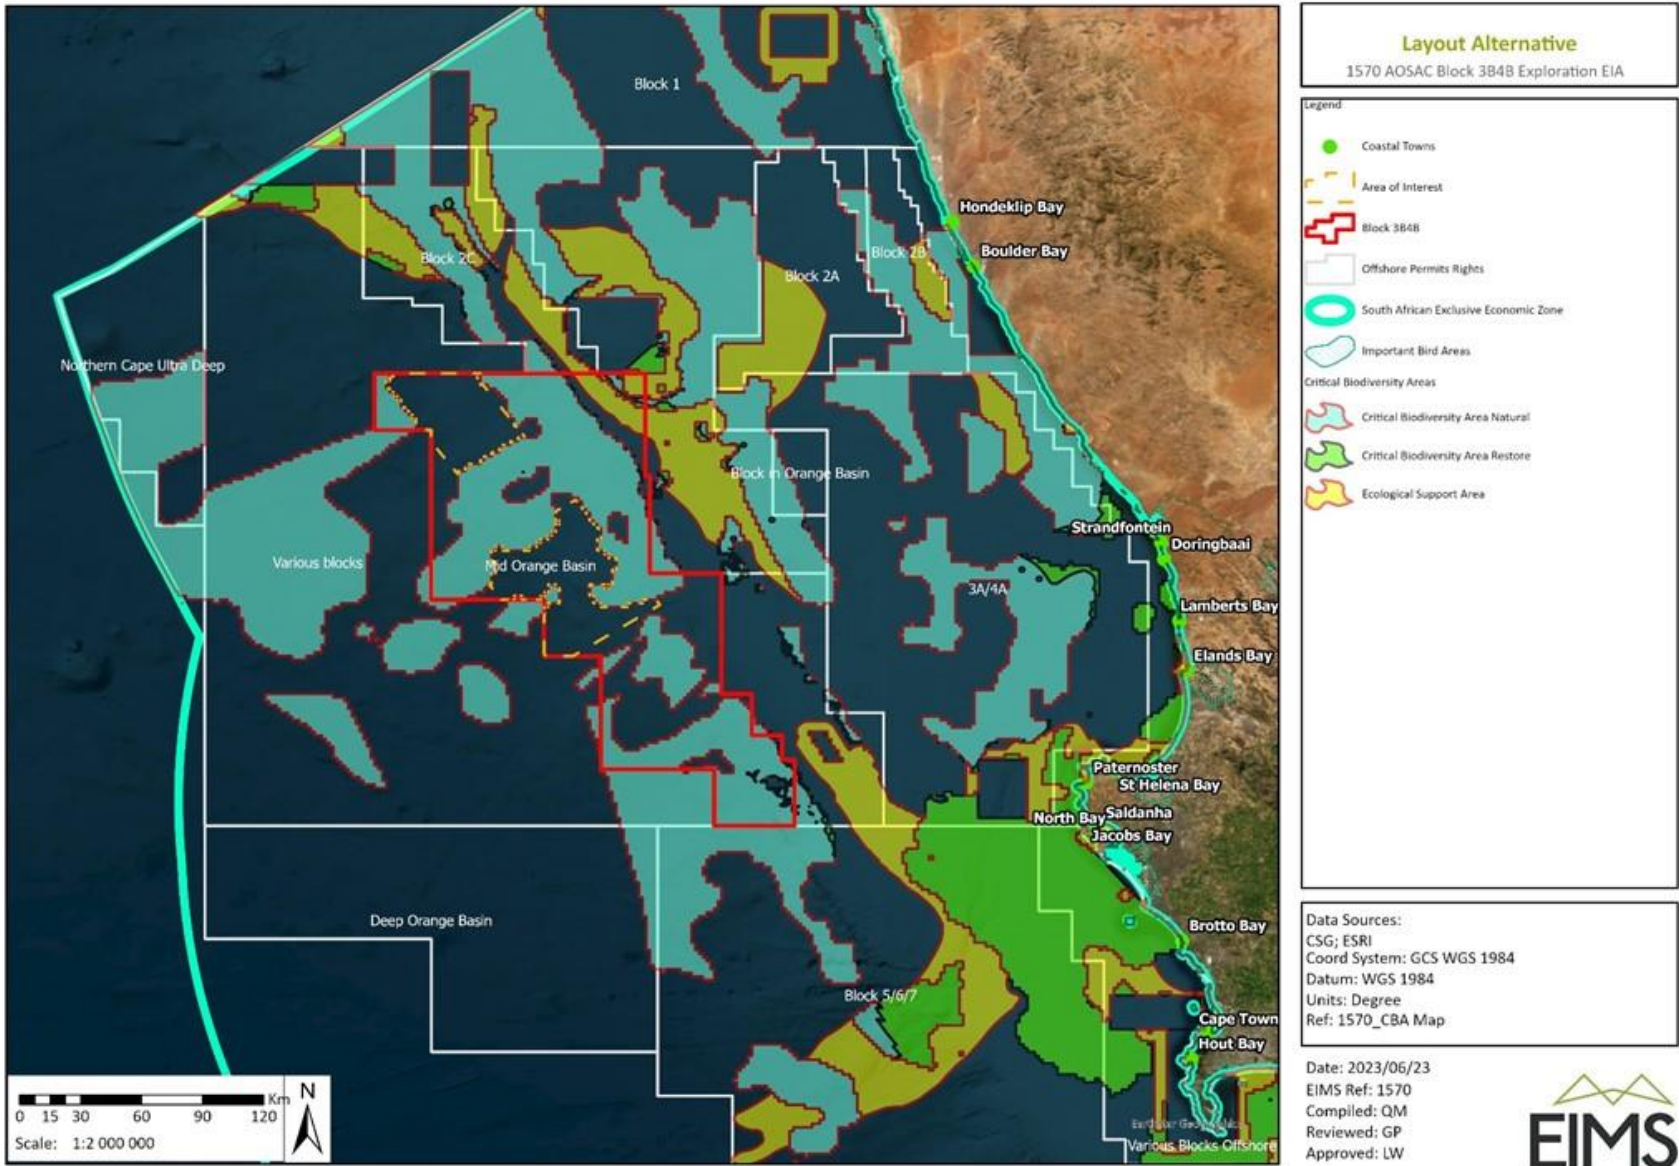 Block 1
Hondeklip Bay
Boulder Bay
Block 2B
Block 2C
Block 2A
Northern Cape Ultra Deep
Block in Orange Basin
Strandfontein
Doringbaai
Various blocks
Mid Orange Basin
3A/4A
Lamberts Bay
Elands Bay
Paternoster
St Helena Bay
North Bay
Saldanha
Jacobs Bay
Deep Orange Basin
Brotto Bay
Block 5/6/7
Cape Town
Hout Bay
Various Blocks Offshore
Km
0 15 30 60 90 120
Scale: 1:2 000 000
N
Layout Alternative
1570 AOSAC Block 3B4B Exploration EIA
Legend
Coastal Towns
Area of Interest
Block 3B4B
Offshore Permits Rights
South African Exclusive Economic Zone
Important Bird Areas
Critical Biodiversity Areas
Critical Biodiversity Area Natural
Critical Biodiversity Area Restore
Ecological Support Area
Data Sources:
CSG; ESRI
Coord System: GCS WGS 1984
Datum: WGS 1984
Units: Degree
Ref: 1570_CBA Map
Date: 2023/06/23
EIMS Ref: 1570
Compiled: QM
Reviewed: GP
Approved: LW
EIMS